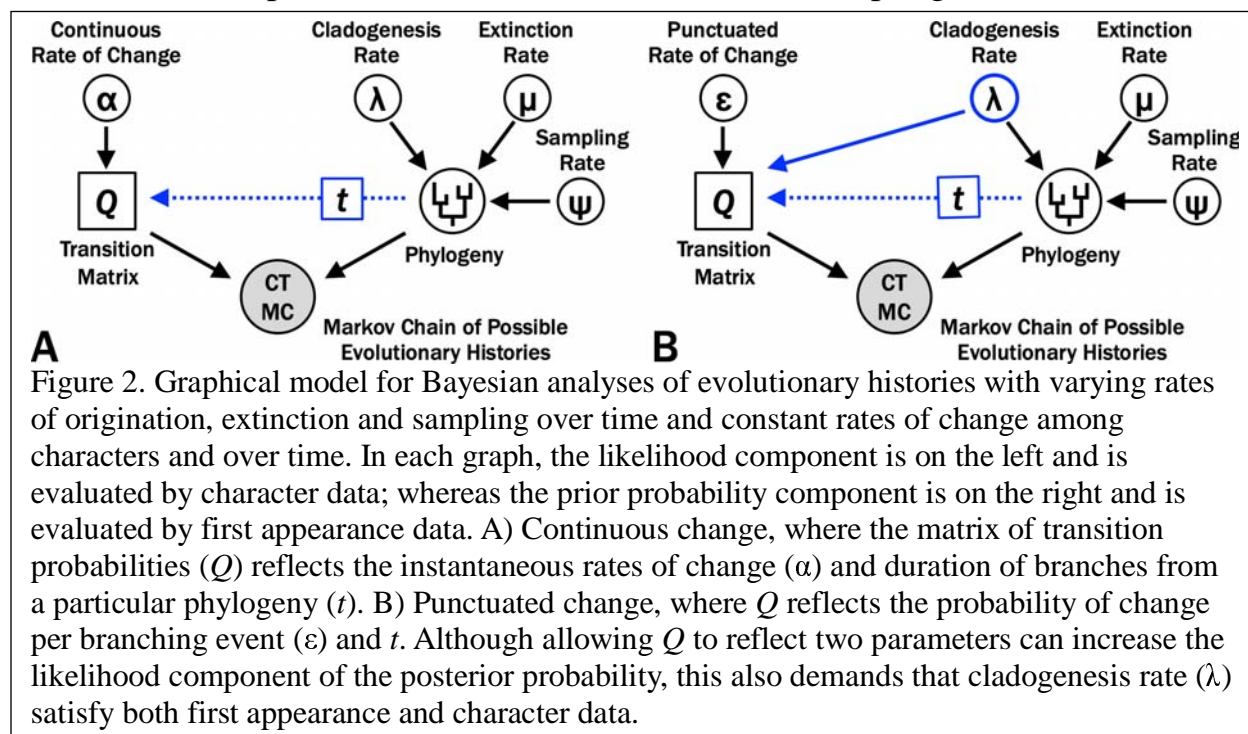 Continuous
Rate of Change
α
Cladogenesis
Rate
λ
Extinction
Rate
μ
Sampling
Rate
ψ
Q
t
Transition
Matrix
Phylogeny
CT
MC
Markov Chain of Possible
Evolutionary Histories
A
Punctuated
Rate of Change
ε
Cladogenesis
Rate
λ
Extinction
Rate
μ
Sampling
Rate
ψ
Q
t
Transition
Matrix
Phylogeny
CT
MC
Markov Chain of Possible
Evolutionary Histories
B
Figure 2. Graphical model for Bayesian analyses of evolutionary histories with varying rates
of origination, extinction and sampling over time and constant rates of change among
characters and over time. In each graph, the likelihood component is on the left and is
evaluated by character data; whereas the prior probability component is on the right and is
evaluated by first appearance data. A) Continuous change, where the matrix of transition
probabilities (Q) reflects the instantaneous rates of change (α) and duration of branches from
a particular phylogeny (t). B) Punctuated change, where Q reflects the probability of change
per branching event (ε) and t. Although allowing Q to reflect two parameters can increase the
likelihood component of the posterior probability, this also demands that cladogenesis rate (λ)
satisfy both first appearance and character data.